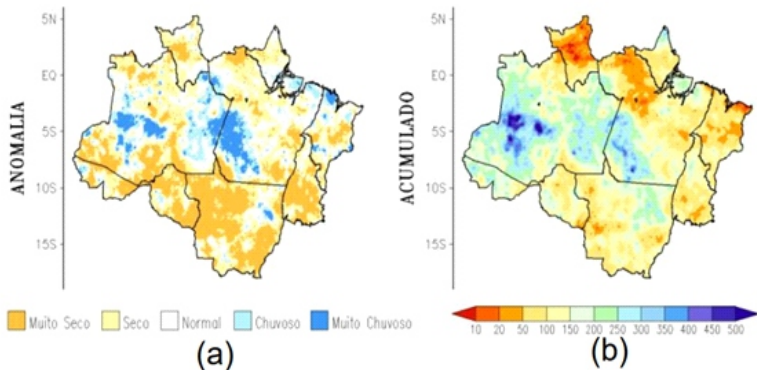 5N
EQ
5S
10S
15S
ANOMALIA
Muito Seco
Seco
Normal
Chuvoso
Muito Chuvoso
(a)
5N
EQ
5S
10S
15S
ACUMULADO
10 20 50 100 150 200 250 300 350 400 450 500
(b)